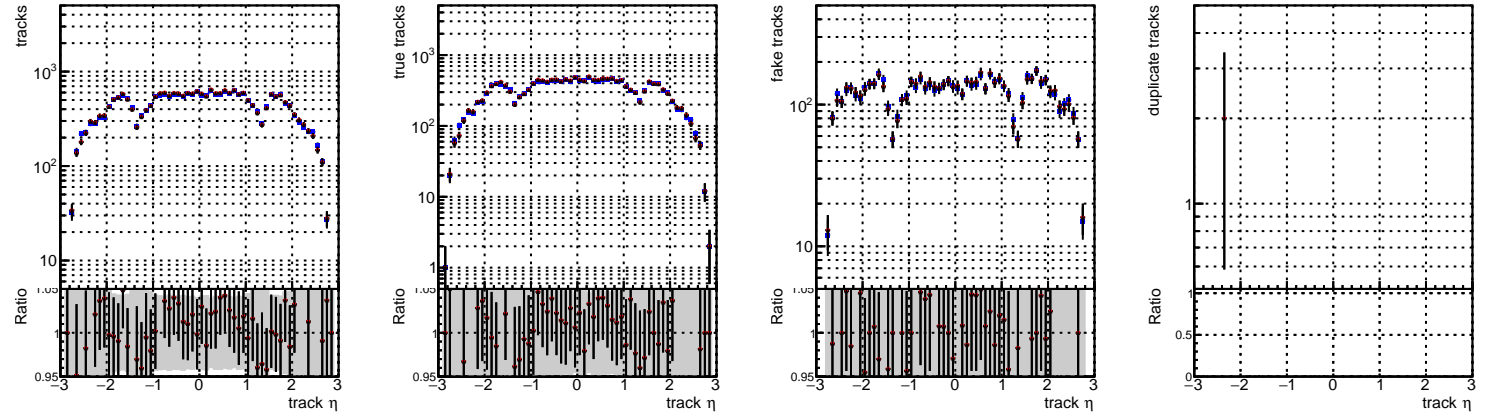 tracks
10³
10²
10
Ratio
1.05
1
0.95
−3 −2 −1 0 1 2 3
track η
true tracks
10³
10²
10
1
Ratio
1.05
1
0.95
−3 −2 −1 0 1 2 3
track η
fake tracks
10²
10
Ratio
1.05
1
0.95
−3 −2 −1 0 1 2 3
track η
duplicate tracks
1
Ratio
1
0.5
0
−3 −2 −1 0 1 2 3
track η